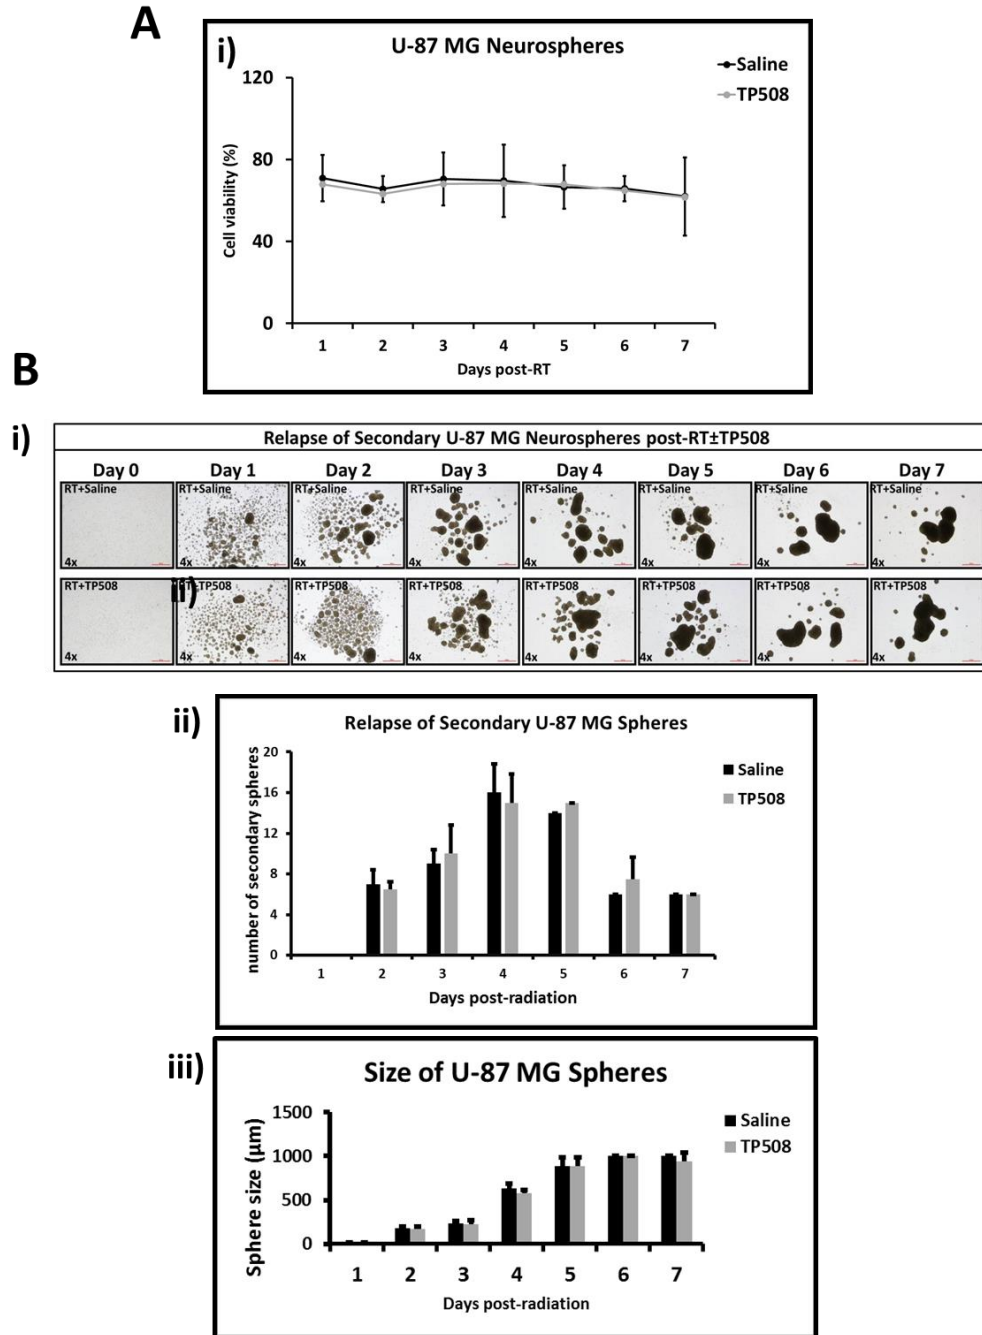 A
i)
U-87 MG Neurospheres
Saline
TP508
120
80
40
0
Cell viability (%)
1 2 3 4 5 6 7
Days post-RT
B
i)
Relapse of Secondary U-87 MG Neurospheres post-RT±TP508
Day 0 Day 1 Day 2 Day 3 Day 4 Day 5 Day 6 Day 7
RT+Saline RT+Saline RT+Saline RT+Saline RT+Saline RT+Saline RT+Saline RT+Saline
4x 4x 4x 4x 4x 4x 4x 4x
RT+TP508 RT+TP508 RT+TP508 RT+TP508 RT+TP508 RT+TP508 RT+TP508 RT+TP508
ii)
4x 4x 4x 4x 4x 4x 4x 4x
ii)
Relapse of Secondary U-87 MG Spheres
Saline
TP508
20
16
12
8
4
0
number of secondary spheres
1 2 3 4 5 6 7
Days post-radiation
iii)
Size of U-87 MG Spheres
Saline
TP508
1500
1000
500
0
Sphere size (μm)
1 2 3 4 5 6 7
Days post-radiation